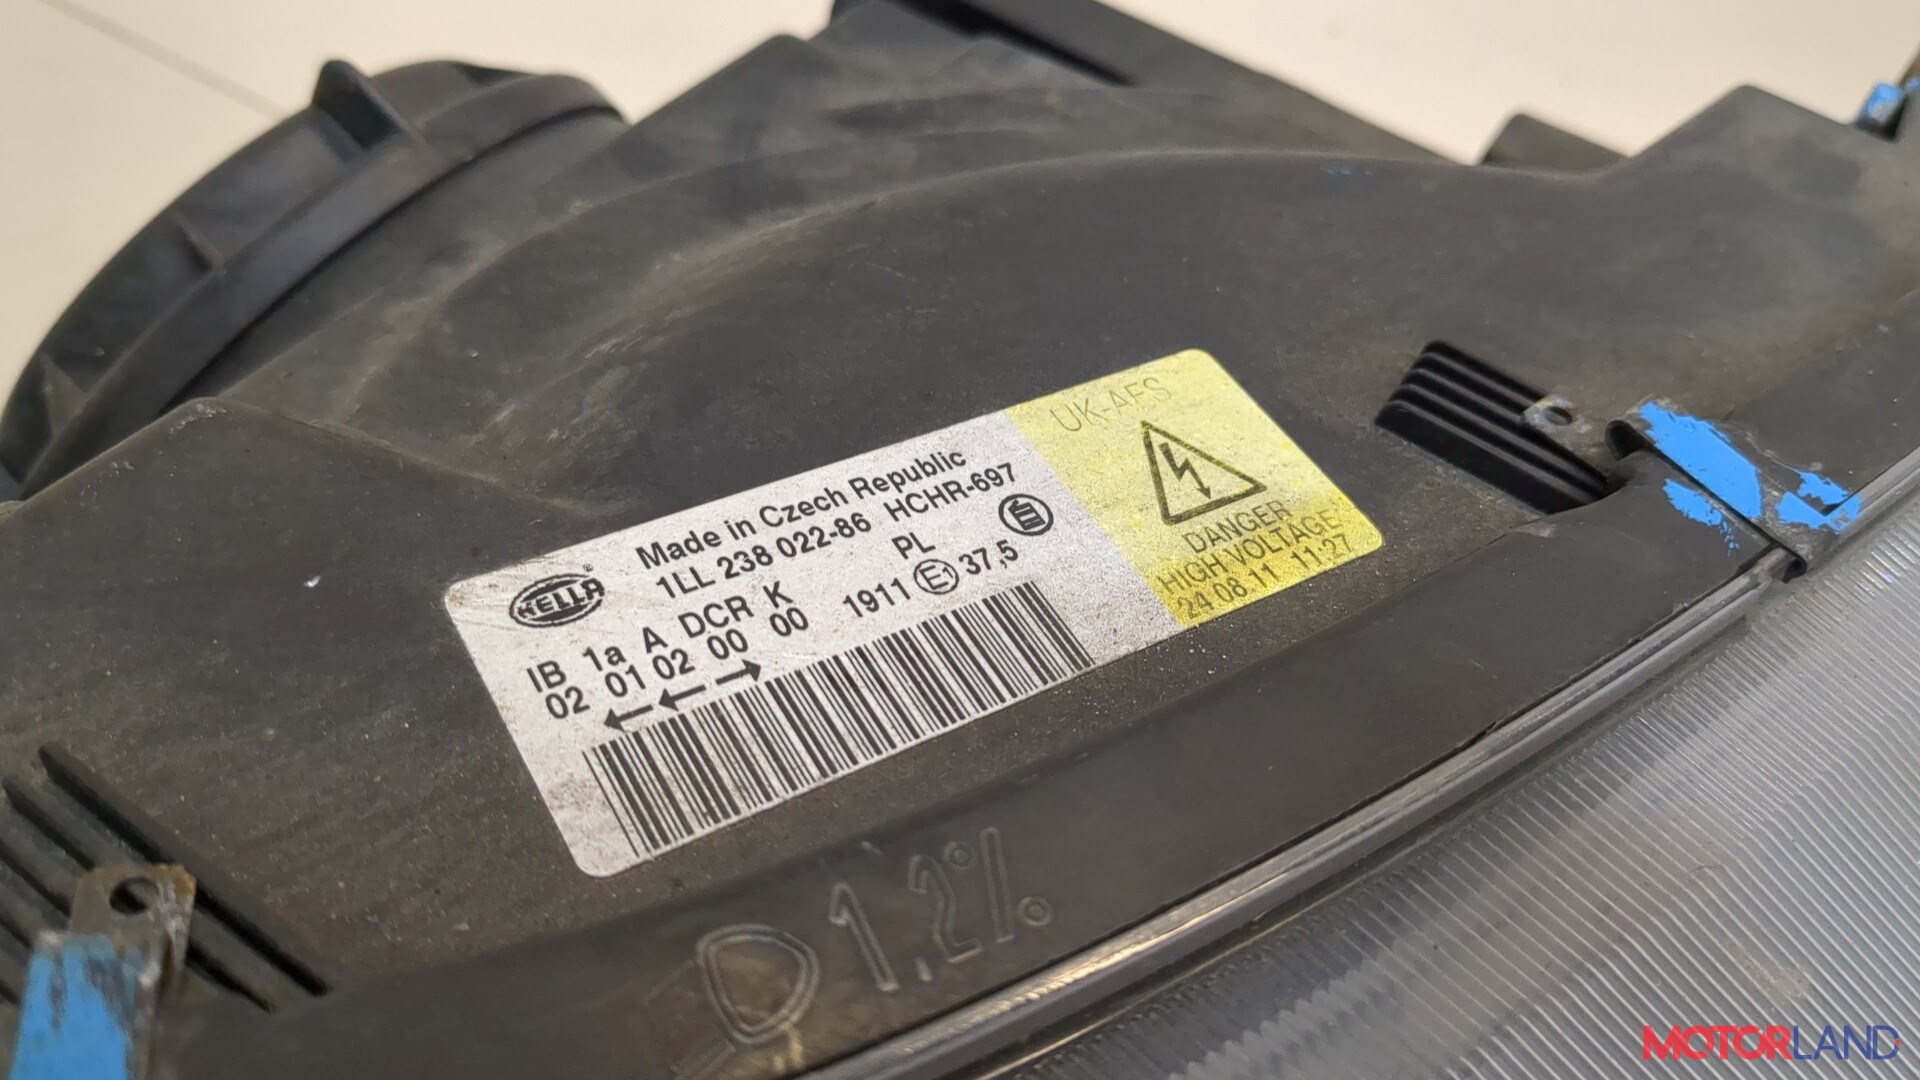 HELLA
Made in Czech Republic
1LL 238 022-86 HCHR-697
IB 1a A DCR K PL
02 01 02 00 00 1911 E1 37,5
UK-AFS
DANGER
HIGH VOLTAGE
24 08,11 11:27
1,2%
MOTORLAND